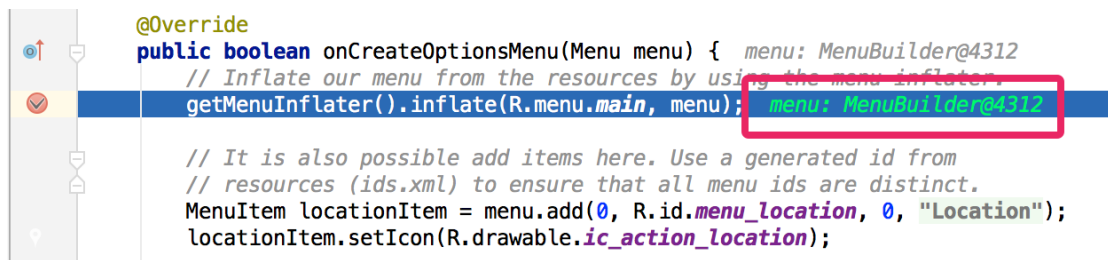 @Override
public boolean onCreateOptionsMenu(Menu menu) {  menu: MenuBuilder@4312
// Inflate our menu from the resources by using the menu inflater.
getMenuInflater().inflate(R.menu.main, menu);  menu: MenuBuilder@4312
// It is also possible add items here. Use a generated id from
// resources (ids.xml) to ensure that all menu ids are distinct.
MenuItem locationItem = menu.add(0, R.id.menu_location, 0, "Location");
locationItem.setIcon(R.drawable.ic_action_location);